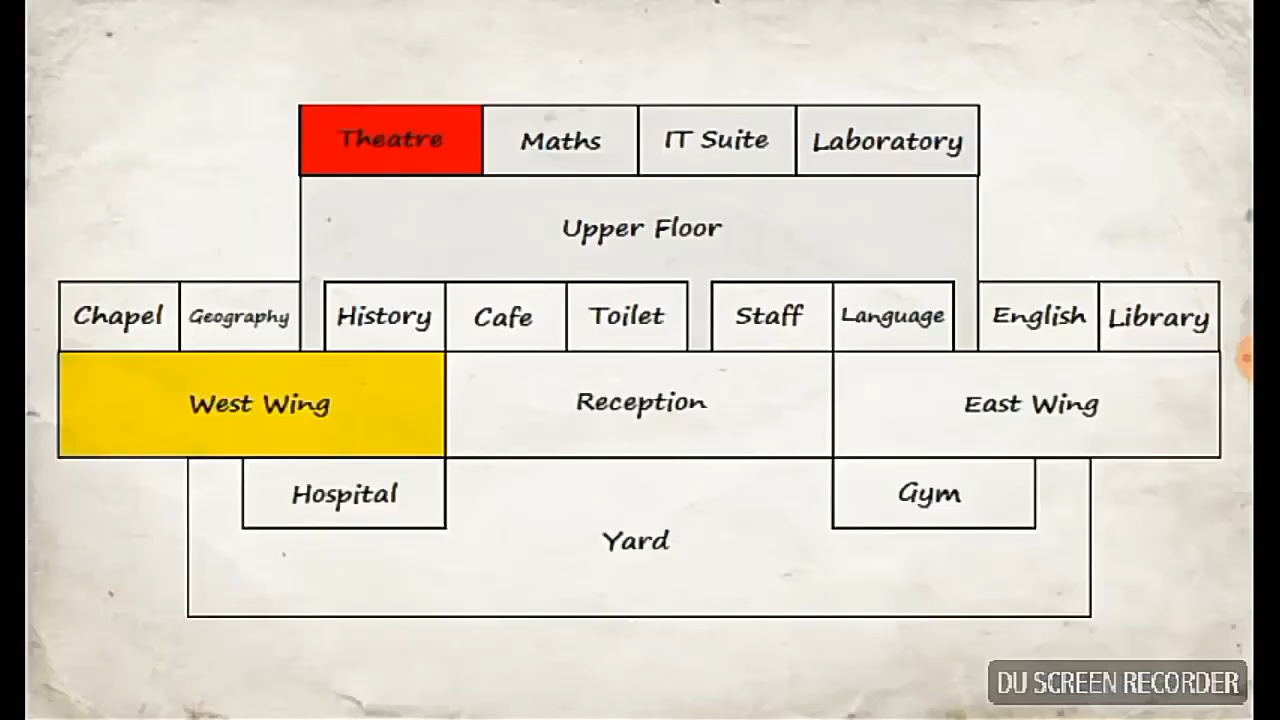 Theatre Maths IT Suite Laboratory
Upper Floor
Chapel Geography History Cafe Toilet Staff Language English Library
West Wing Reception East Wing
Hospital Gym
Yard
DU SCREEN RECORDER